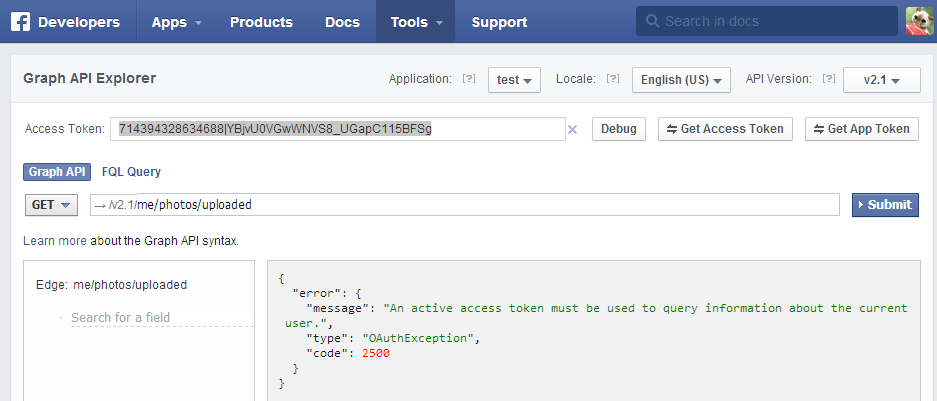 f Developers Apps Products Docs Tools Support Search in docs
Graph API Explorer Application: [?] test Locale: [?] English (US) API Version: [?] v2.1
Access Token: 714394328634688|YBjvU0VGwWNVS8_UGapC115BFSg × Debug Get Access Token Get App Token
Graph API FQL Query
GET → /v2.1/me/photos/uploaded Submit
Learn more about the Graph API syntax.
Edge: me/photos/uploaded
Search for a field
{
"error": {
"message": "An active access token must be used to query information about the current
user.",
"type": "OAuthException",
"code": 2500
}
}